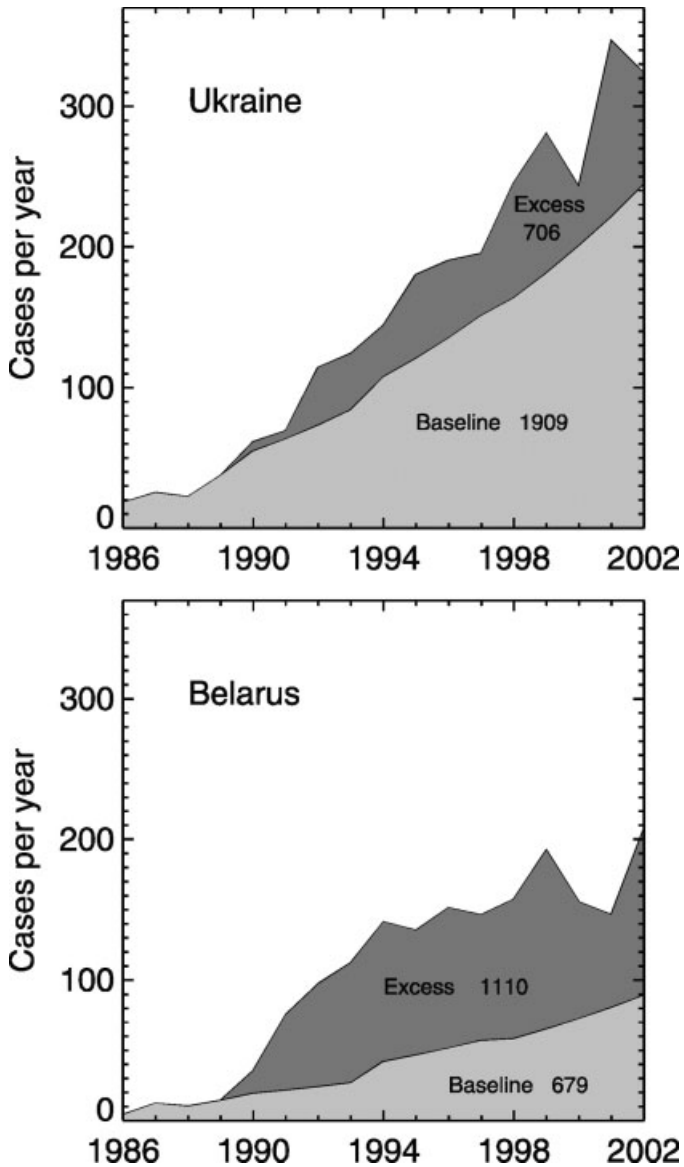 Ukraine
Cases per year
300
200
100
0
Excess
706
Baseline 1909
1986 1990 1994 1998 2002
Belarus
Cases per year
300
200
100
0
Excess 1110
Baseline 679
1986 1990 1994 1998 2002